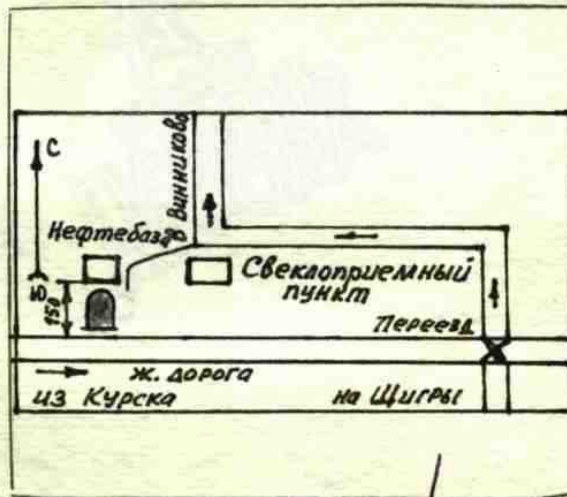 С
в Винниково
Нефтебаза
Ю
150
Свеклоприемный
пункт
Переезд
ж. дорога
из Курска
на Щигры